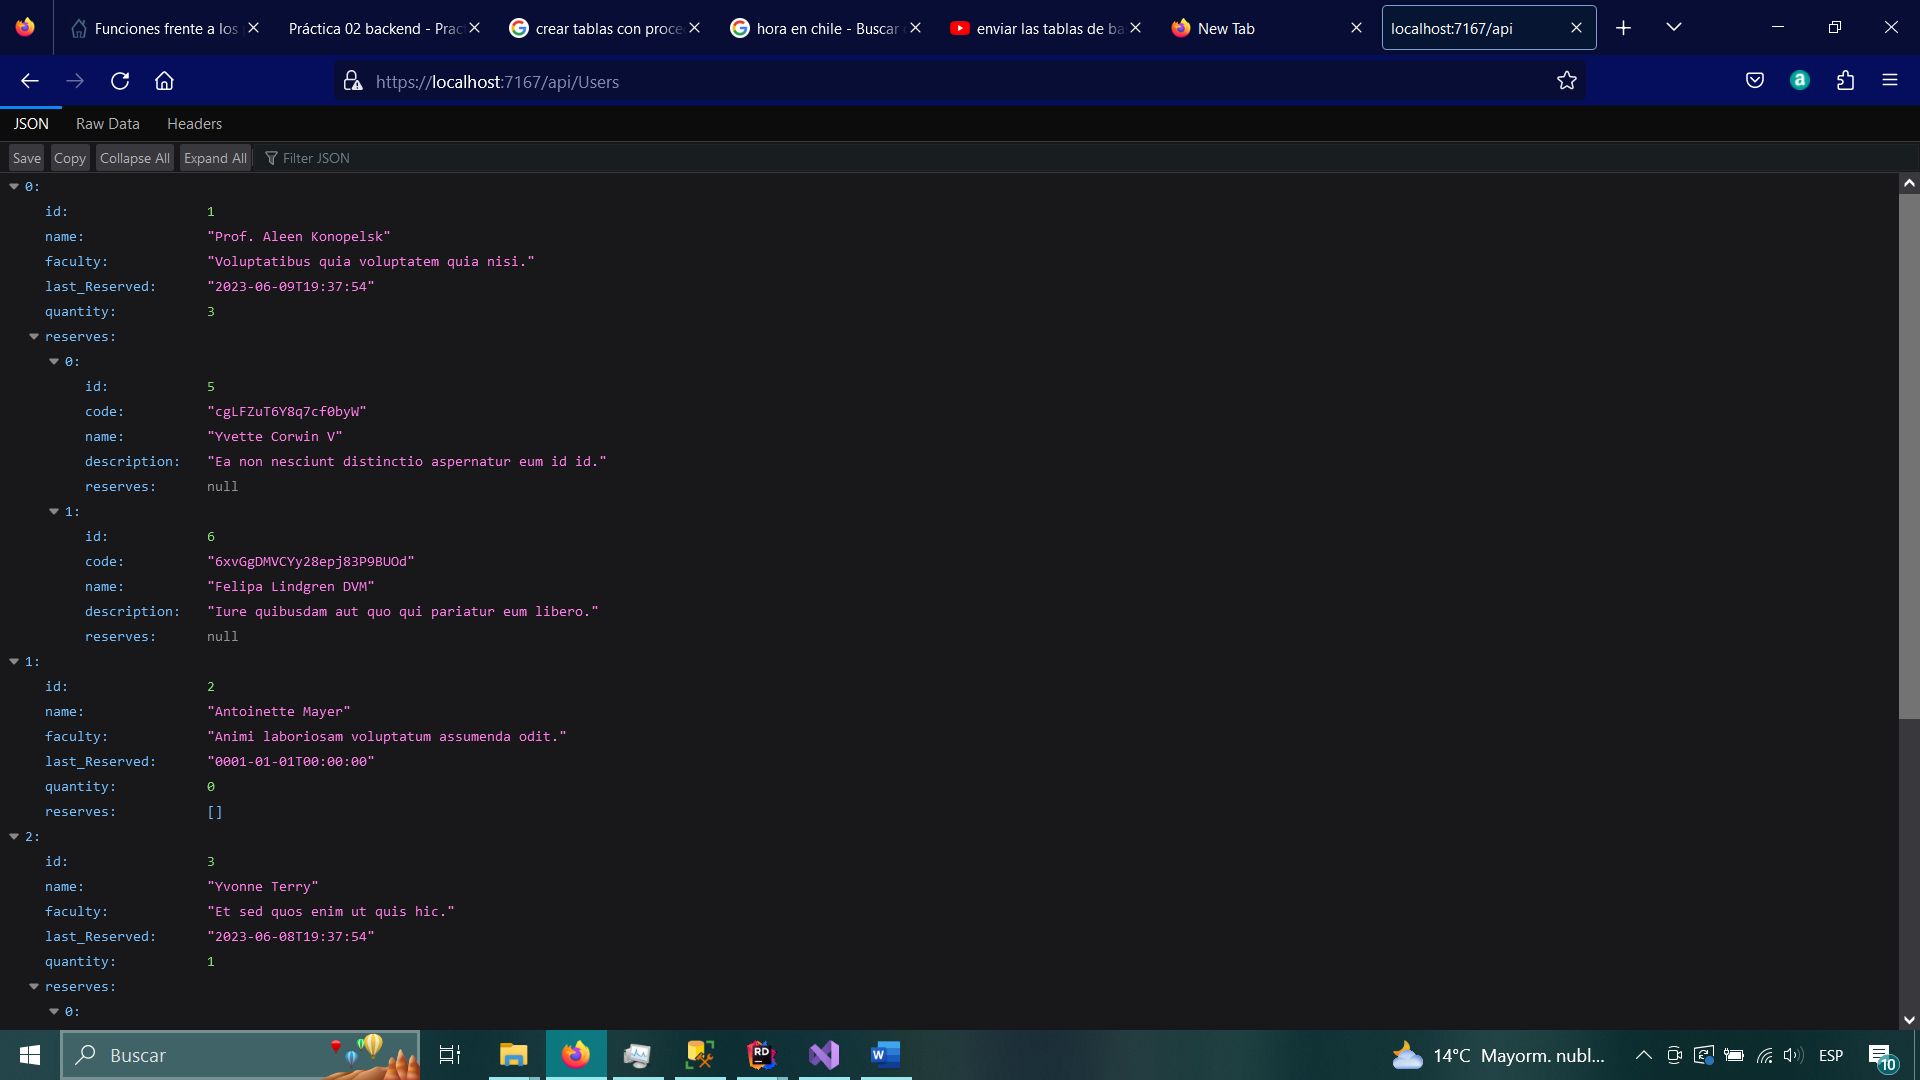 Funciones frente a los
Práctica 02 backend - Prac
crear tablas con proce
hora en chile - Buscar
enviar las tablas de ba
New Tab
localhost:7167/api
https://localhost:7167/api/Users
a
JSON Raw Data Headers
Save Copy Collapse All Expand All Filter JSON
0:
id: 1
name: "Prof. Aleen Konopelsk"
faculty: "Voluptatibus quia voluptatem quia nisi."
last_Reserved: "2023-06-09T19:37:54"
quantity: 3
reserves:
0:
id: 5
code: "cgLFZuT6Y8q7cf0byW"
name: "Yvette Corwin V"
description: "Ea non nesciunt distinctio aspernatur eum id id."
reserves: null
1:
id: 6
code: "6xvGgDMVCYy28epj83P9BUOd"
name: "Felipa Lindgren DVM"
description: "Iure quibusdam aut quo qui pariatur eum libero."
reserves: null
1:
id: 2
name: "Antoinette Mayer"
faculty: "Animi laboriosam voluptatum assumenda odit."
last_Reserved: "0001-01-01T00:00:00"
quantity: 0
reserves: []
2:
id: 3
name: "Yvonne Terry"
faculty: "Et sed quos enim ut quis hic."
last_Reserved: "2023-06-08T19:37:54"
quantity: 1
reserves:
0:
Buscar
RD
W
14°C Mayorm. nubl...
ESP
10